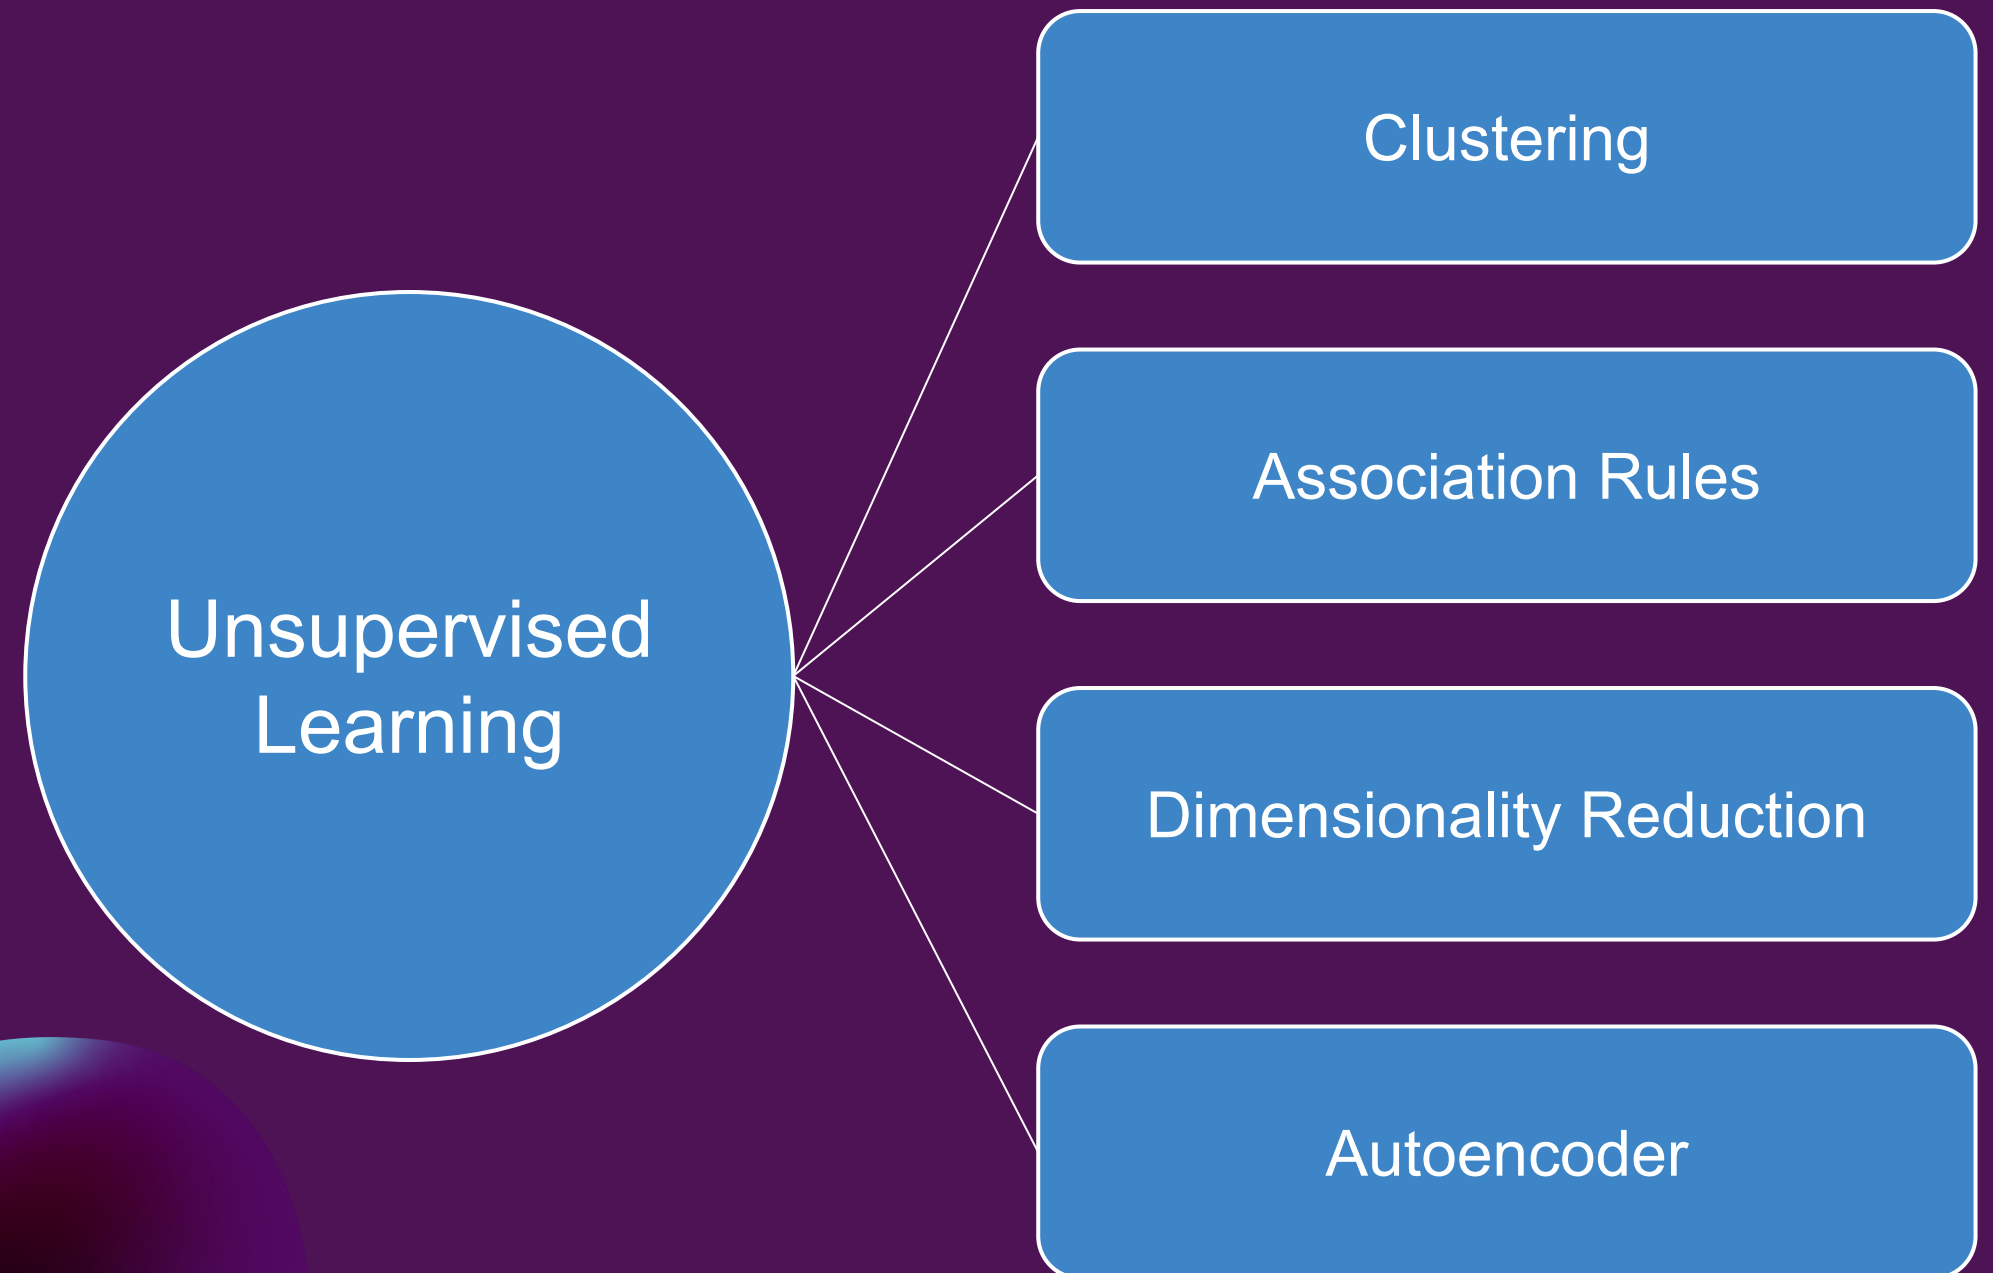 Unsupervised
Learning
Clustering
Association Rules
Dimensionality Reduction
Autoencoder